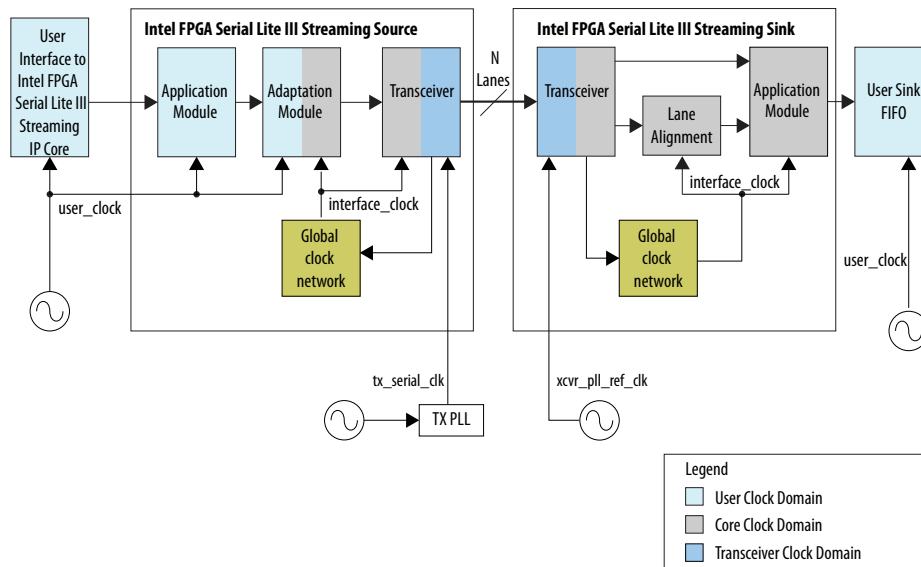 Intel FPGA Serial Lite III Streaming Source
Intel FPGA Serial Lite III Streaming Sink
User
Interface to
Intel FPGA
Serial Lite III
Streaming
IP Core
Application
Module
Adaptation
Module
Transceiver
N
Lanes
Transceiver
Lane
Alignment
Application
Module
User Sink
FIFO
user_clock
interface_clock
Global
clock
network
interface_clock
Global
clock
network
user_clock
tx_serial_clk
TX PLL
xcvr_pll_ref_clk
Legend
User Clock Domain
Core Clock Domain
Transceiver Clock Domain